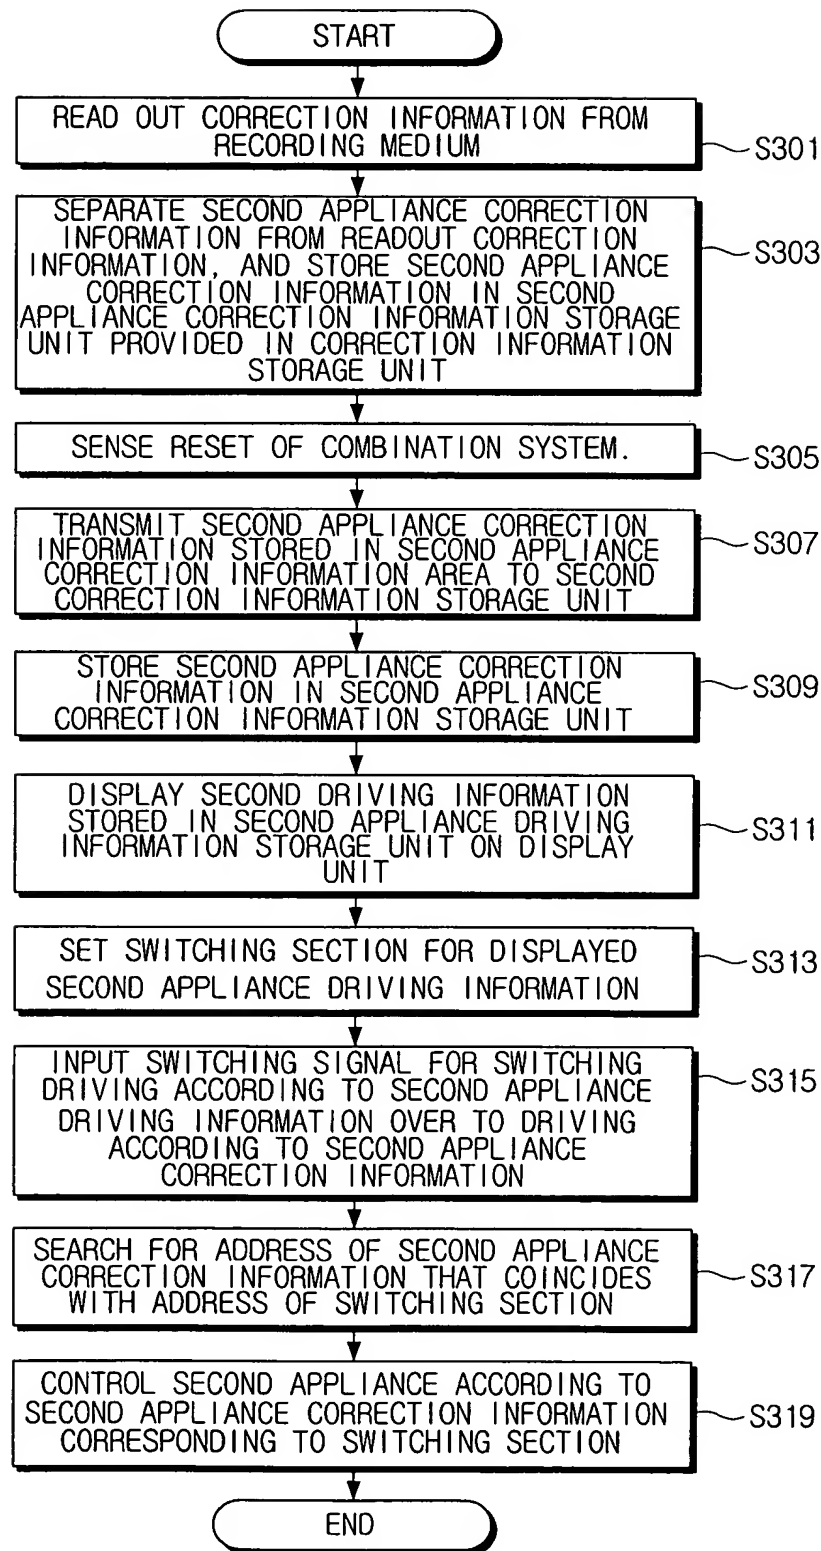 START
READ OUT CORRECTION INFORMATION FROM
RECORDING MEDIUM
S301
SEPARATE SECOND APPLIANCE CORRECTION
INFORMATION FROM READOUT CORRECTION
INFORMATION, AND STORE SECOND APPLIANCE
CORRECTION INFORMATION IN SECOND
APPLIANCE CORRECTION INFORMATION STORAGE
UNIT PROVIDED IN CORRECTION INFORMATION
STORAGE UNIT
S303
SENSE RESET OF COMBINATION SYSTEM.
S305
TRANSMIT SECOND APPLIANCE CORRECTION
INFORMATION STORED IN SECOND APPLIANCE
CORRECTION INFORMATION AREA TO SECOND
CORRECTION INFORMATION STORAGE UNIT
S307
STORE SECOND APPLIANCE CORRECTION
INFORMATION IN SECOND APPLIANCE
CORRECTION INFORMATION STORAGE UNIT
S309
DISPLAY SECOND DRIVING INFORMATION
STORED IN SECOND APPLIANCE DRIVING
INFORMATION STORAGE UNIT ON DISPLAY
UNIT
S311
SET SWITCHING SECTION FOR DISPLAYED
SECOND APPLIANCE DRIVING INFORMATION
S313
INPUT SWITCHING SIGNAL FOR SWITCHING
DRIVING ACCORDING TO SECOND APPLIANCE
DRIVING INFORMATION OVER TO DRIVING
ACCORDING TO SECOND APPLIANCE
CORRECTION INFORMATION
S315
SEARCH FOR ADDRESS OF SECOND APPLIANCE
CORRECTION INFORMATION THAT COINCIDES
WITH ADDRESS OF SWITCHING SECTION
S317
CONTROL SECOND APPLIANCE ACCORDING TO
SECOND APPLIANCE CORRECTION INFORMATION
CORRESPONDING TO SWITCHING SECTION
S319
END